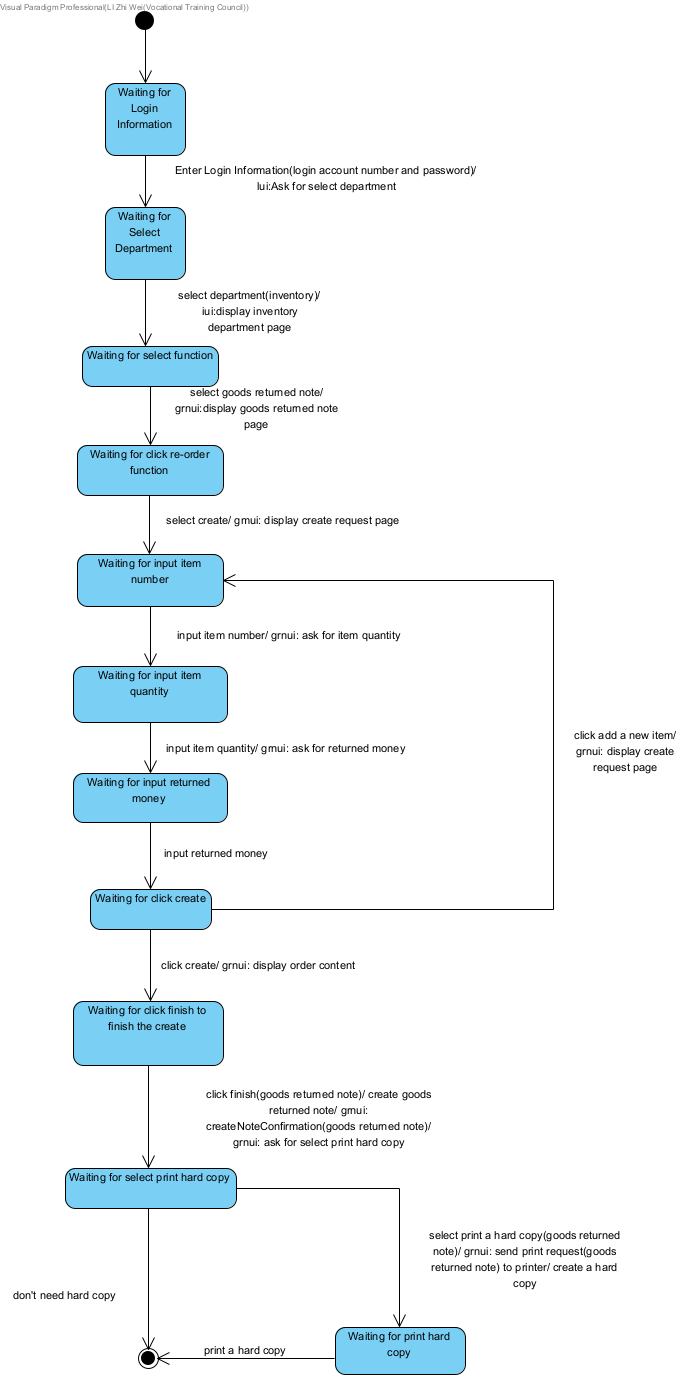 Visual Paradigm Professional(LI Zhi Wei(Vocational Training Council))
Waiting for
Login
Information
Enter Login Information(login account number and password)/
lui:Ask for select department
Waiting for
Select
Department
select department(inventory)/
iui:display inventory
department page
Waiting for select function
select goods returned note/
grnui:display goods returned note
page
Waiting for click re-order
function
select create/ grnui: display create request page
Waiting for input item
number
input item number/ grnui: ask for item quantity
Waiting for input item
quantity
click add a new item/
grnui: display create
request page
input item quantity/ grnui: ask for returned money
Waiting for input returned
money
input returned money
Waiting for click create
click create/ grnui: display order content
Waiting for click finish to
finish the create
click finish(goods returned note)/ create goods
returned note/ grnui:
createNoteConfirmation(goods returned note)/
grnui: ask for select print hard copy
Waiting for select print hard copy
select print a hard copy(goods returned
note)/ grnui: send print request(goods
returned note) to printer/ create a hard
copy
don't need hard copy
Waiting for print hard
copy
print a hard copy